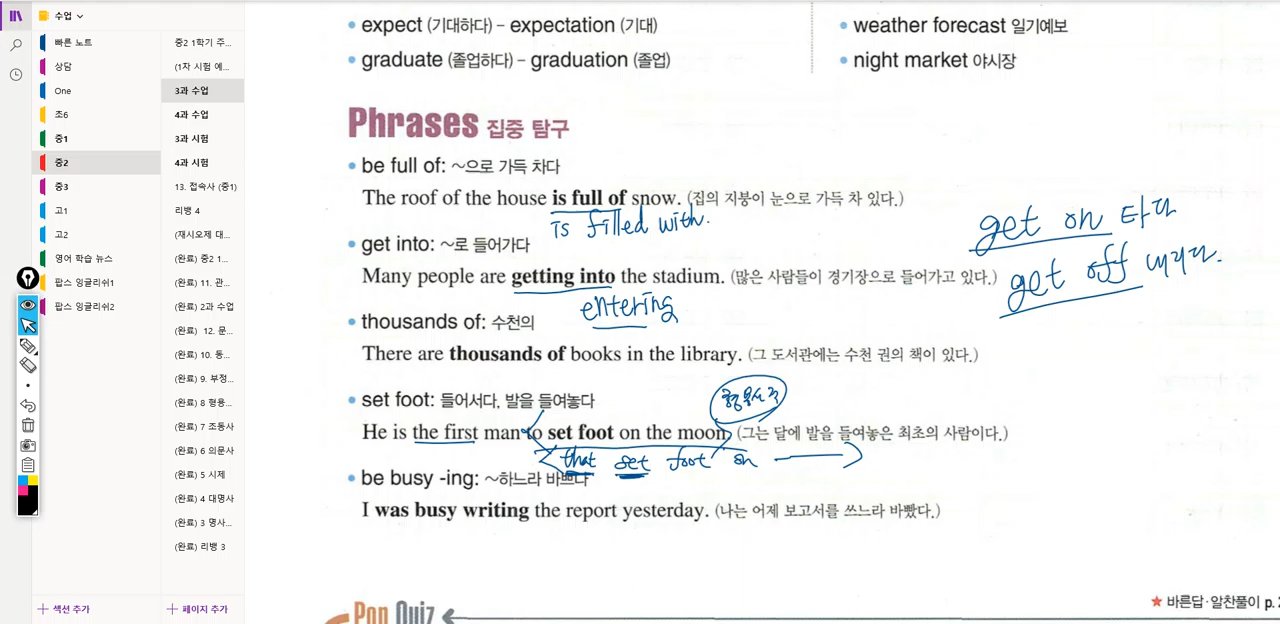 수업
빠른 노트
상담
One
초6
중1
중2
중3
고1
고2
영어 학습 뉴스
팝스 잉글리쉬1
팝스 잉글리쉬2
섹션 추가
중2 1학기 주...
(1차 시험 예...
3과 수업
4과 수업
3과 시험
4과 시험
13. 접속사 (중1)
리뱅 4
(재시오제 대...
(완료) 중2 1...
(완료) 11. 관...
(완료) 2과 수업
(완료) 12. 문...
(완료) 10. 동...
(완료) 9. 부정...
(완료) 8 형용...
(완료) 7 조동사
(완료) 6 의문사
(완료) 5 시제
(완료) 4 대명사
(완료) 3 명사...
(완료) 리뱅 3
페이지 추가
• expect (기대하다) – expectation (기대)
• graduate (졸업하다) – graduation (졸업)
• weather forecast 일기예보
• night market 야시장
Phrases 집중 탐구
• be full of: ~으로 가득 차다
The roof of the house is full of snow. (집의 지붕이 눈으로 가득 차 있다.)
is filled with.
• get into: ~로 들어가다
Many people are getting into the stadium. (많은 사람들이 경기장으로 들어가고 있다.)
entering
get on 타다
get off 내리다.
• thousands of: 수천의
There are thousands of books in the library. (그 도서관에는 수천 권의 책이 있다.)
• set foot: 들어서다, 발을 들여놓다
He is the first man to set foot on the moon. (그는 달에 발을 들여놓은 최초의 사람이다.)
that set foot on
• be busy -ing: ~하느라 바쁘다
I was busy writing the report yesterday. (나는 어제 보고서를 쓰느라 바빴다.)
Pop Quiz
★ 바른답·알찬풀이 p.